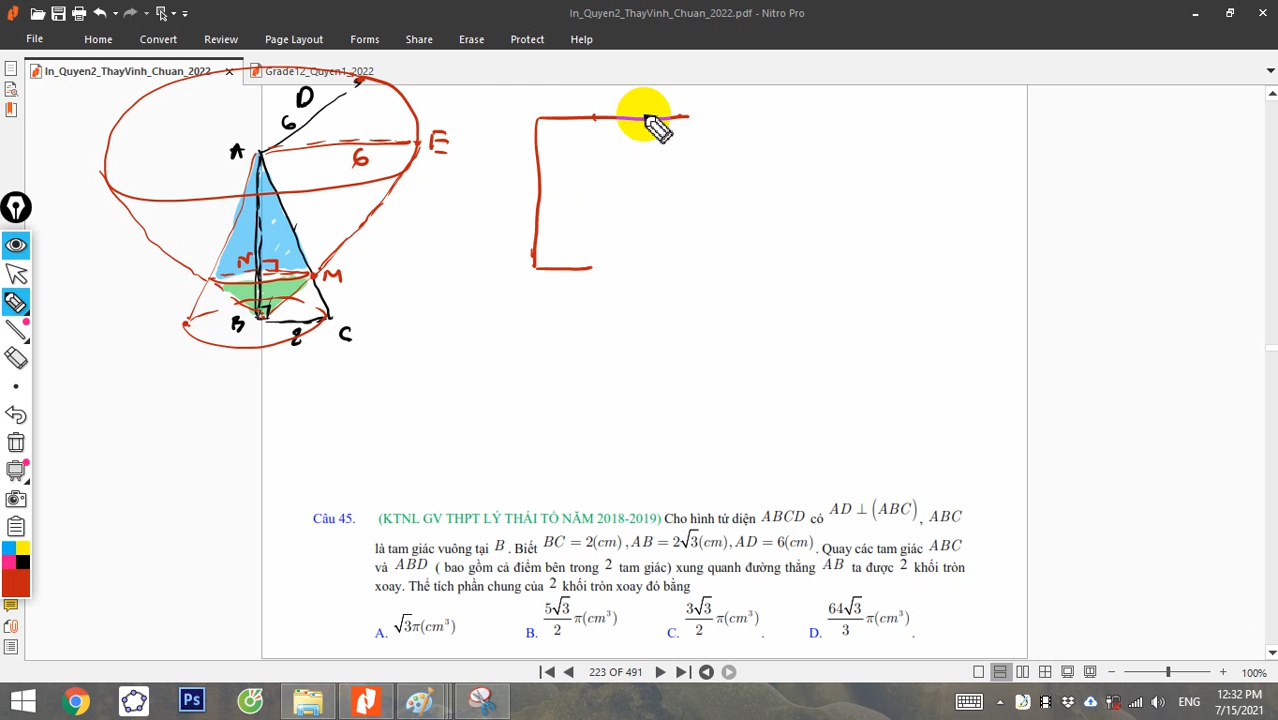 In_Quyen2_ThayVinh_Chuan_2022.pdf - Nitro Pro
File Home Convert Review Page Layout Forms Share Erase Protect Help
In_Quyen2_ThayVinh_Chuan_2022 × Grade12_Quyen1_2022
D
6
A
E
6
N
M
B
2
C
Câu 45. (KTNL GV THPT LÝ THÁI TỔ NĂM 2018-2019) Cho hình tứ diện ABCD có AD ⊥ (ABC), ABC
là tam giác vuông tại B. Biết BC = 2(cm), AB = 2√3(cm), AD = 6(cm). Quay các tam giác ABC
và ABD ( bao gồm cả điểm bên trong 2 tam giác) xung quanh đường thẳng AB ta được 2 khối tròn
xoay. Thể tích phần chung của 2 khối tròn xoay đó bằng
A. √3π(cm³) B. 5√3/2 π(cm³) C. 3√3/2 π(cm³). D. 64√3/3 π(cm³).
223 OF 491
100%
Ps
ENG
12:32 PM
7/15/2021